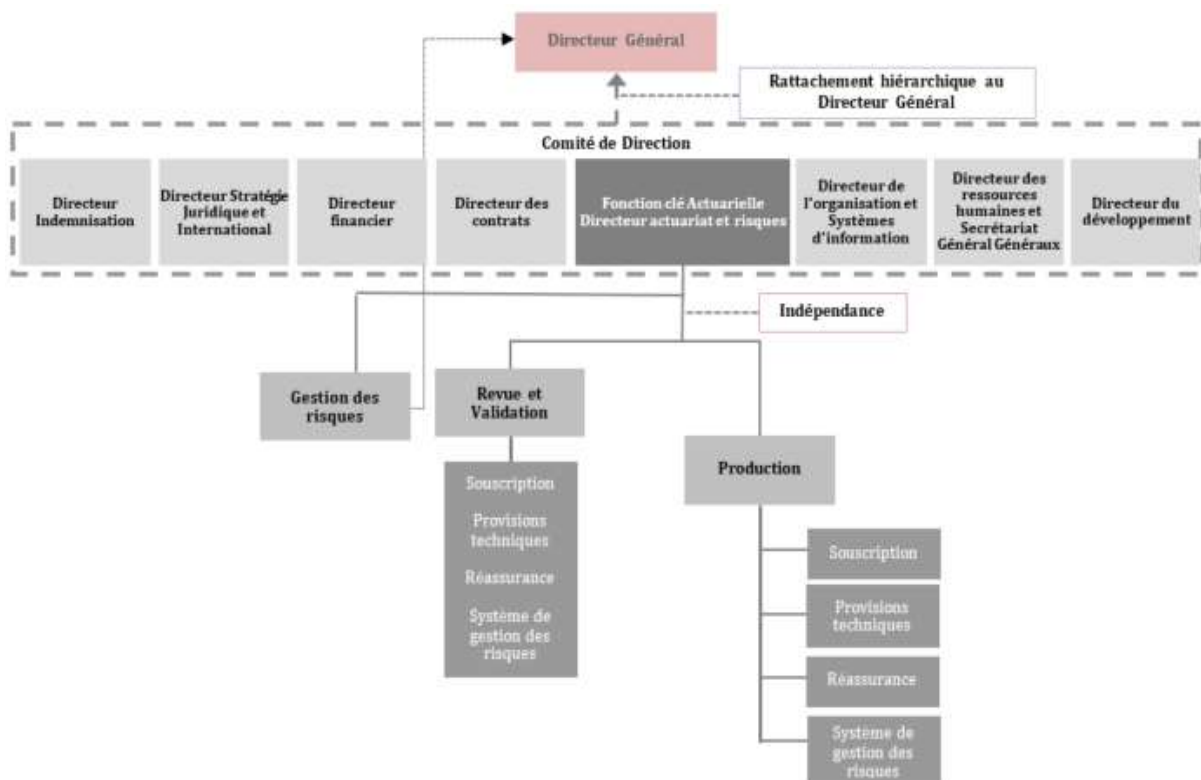 Directeur Général
Rattachement hiérarchique au
Directeur Général
Comité de Direction
Directeur
Indemnisation
Directeur Stratégie
Juridique et
International
Directeur
financier
Directeur des
contrats
Fonction clé Actuarielle
Directeur actuariat et risques
Directeur de
l'organisation et
Systèmes
d'information
Directeur des
ressources
humaines et
Secrétariat
Général Généraux
Directeur du
développement
Indépendance
Gestion des
risques
Revue et
Validation
Production
Souscription
Provisions
techniques
Réassurance
Système de
gestion des
risques
Souscription
Provisions
techniques
Réassurance
Système de
gestion des
risques